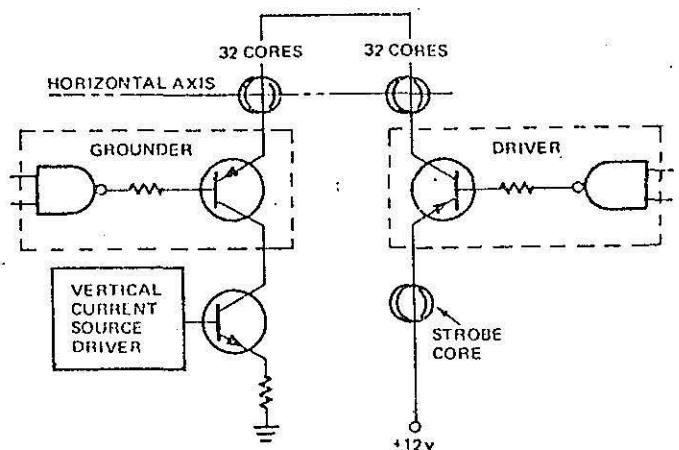 32 CORES 32 CORES
HORIZONTAL AXIS
GROUNDER
DRIVER
VERTICAL
CURRENT
SOURCE
DRIVER
STROBE
CORE
+12v